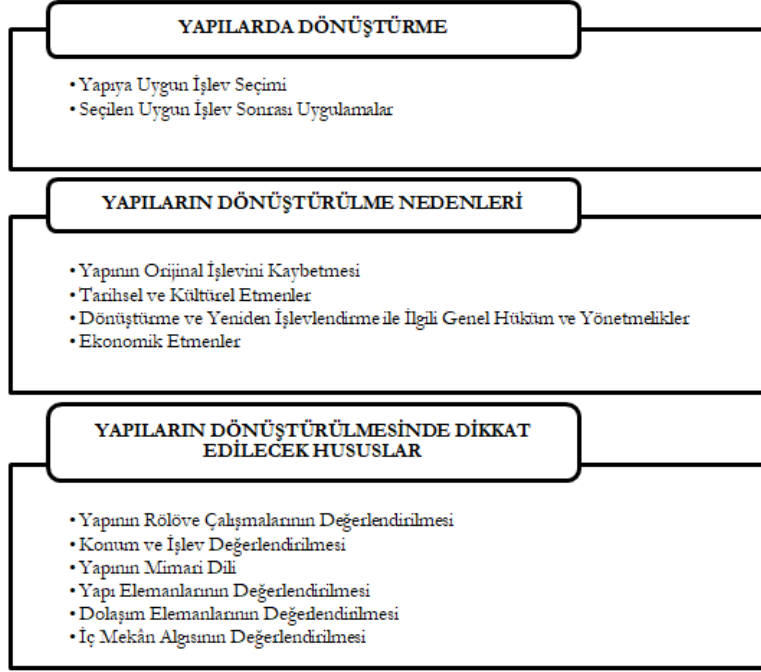 YAPILARDA DÖNÜŞTÜRME
• Yapıya Uygun İşlev Seçimi
• Seçilen Uygun İşlev Sonrası Uygulamalar
YAPILARIN DÖNÜŞTÜRÜLME NEDENLERİ
• Yapının Orijinal İşlevini Kaybetmesi
• Tarihsel ve Kültürel Etmenler
• Dönüştürme ve Yeniden İşlevlendirme ile İlgili Genel Hüküm ve Yönetmelikler
• Ekonomik Etmenler
YAPILARIN DÖNÜŞTÜRÜLMESİNDE DİKKAT
EDİLECEK HUSUSLAR
• Yapının Rölöve Çalışmalarının Değerlendirilmesi
• Konum ve İşlev Değerlendirilmesi
• Yapının Mimari Dili
• Yapı Elemanlarının Değerlendirilmesi
• Dolaşım Elemanlarının Değerlendirilmesi
• İç Mekân Algısının Değerlendirilmesi